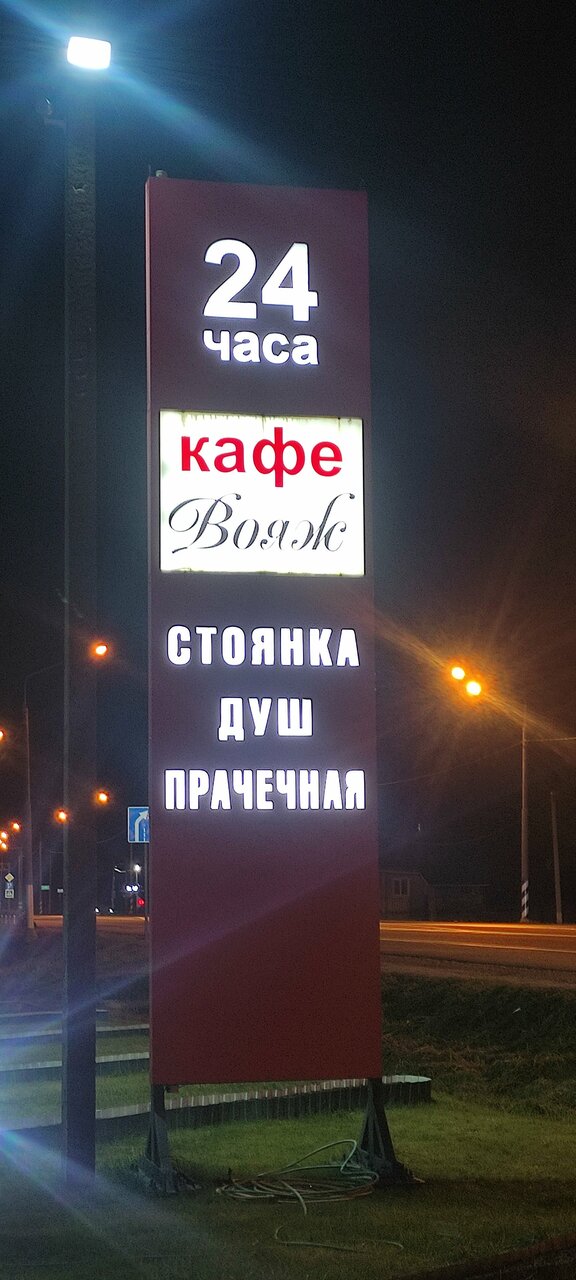 24
часа
кафе
Вояж
СТОЯНКА
ДУШ
ПРАЧЕЧНАЯ